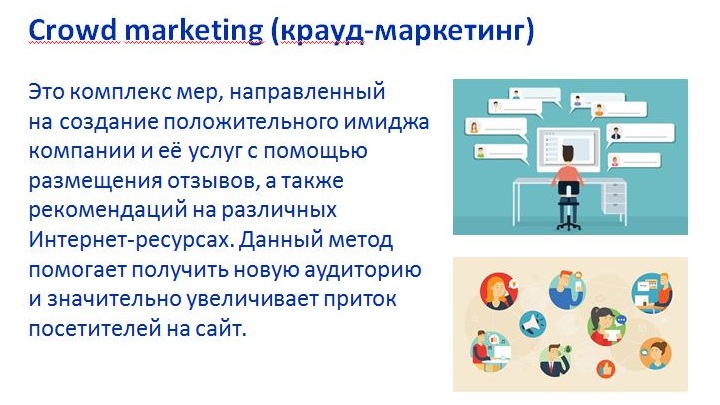 Crowd marketing (крауд-маркетинг)
Это комплекс мер, направленный
на создание положительного имиджа
компании и её услуг с помощью
размещения отзывов, а также
рекомендаций на различных
Интернет-ресурсах. Данный метод
помогает получить новую аудиторию
и значительно увеличивает приток
посетителей на сайт.